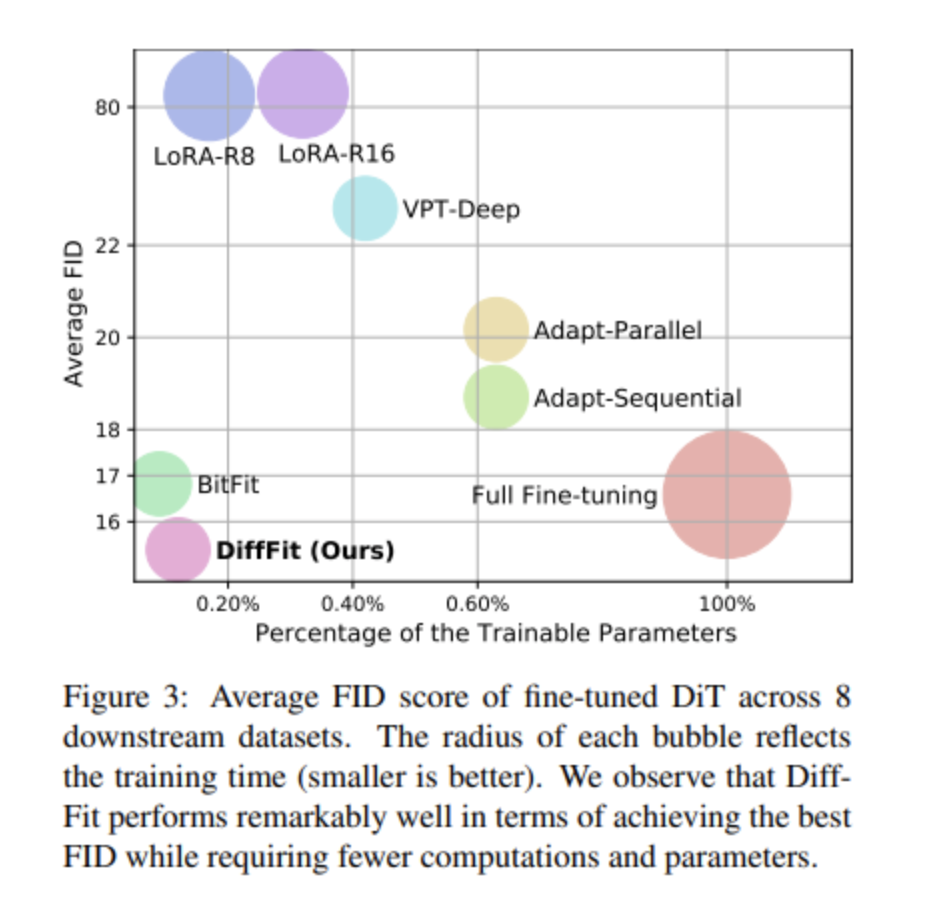 80
LoRA-R8
LoRA-R16
VPT-Deep
22
Average FID
20
Adapt-Parallel
Adapt-Sequential
18
17
BitFit
Full Fine-tuning
16
DiffFit (Ours)
0.20%
0.40%
0.60%
100%
Percentage of the Trainable Parameters
Figure 3: Average FID score of fine-tuned DiT across 8
downstream datasets. The radius of each bubble reflects
the training time (smaller is better). We observe that Diff-
Fit performs remarkably well in terms of achieving the best
FID while requiring fewer computations and parameters.